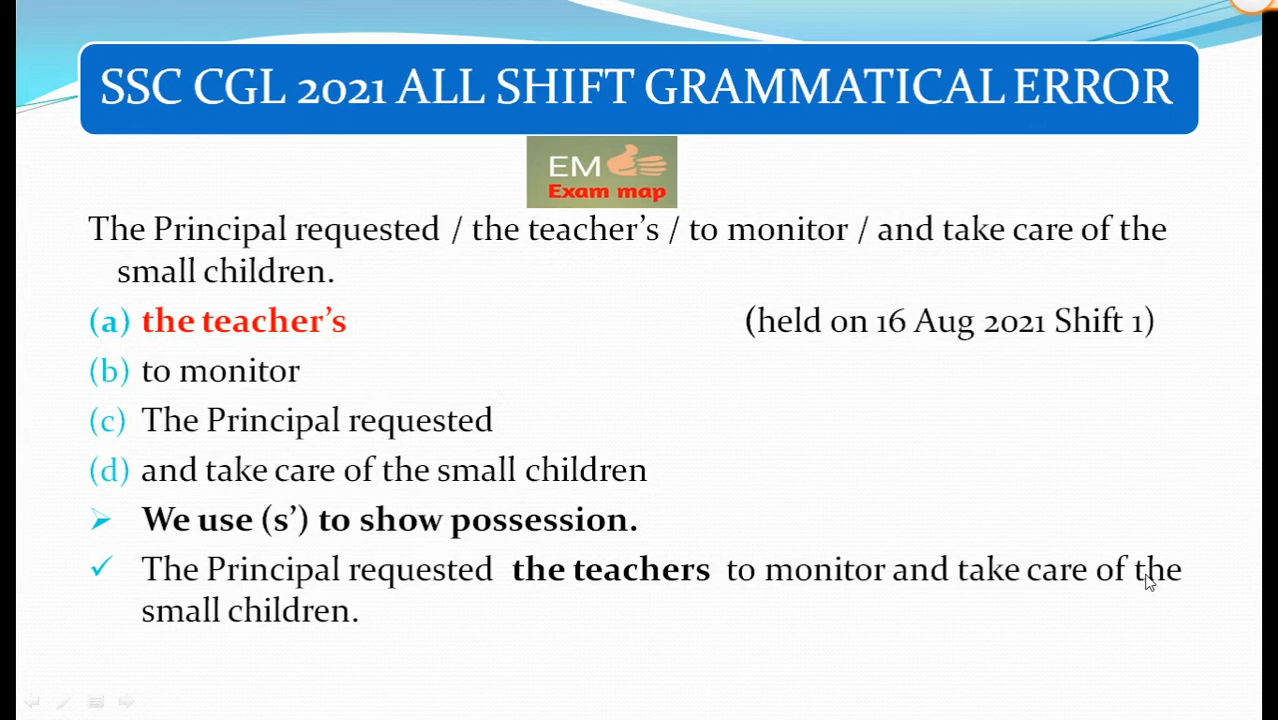 SSC CGL 2021 ALL SHIFT GRAMMATICAL ERROR
EM
Exam map
The Principal requested / the teacher’s / to monitor / and take care of the
small children.
(a) the teacher’s (held on 16 Aug 2021 Shift 1)
(b) to monitor
(c) The Principal requested
(d) and take care of the small children
➢ We use (s’) to show possession.
✓ The Principal requested the teachers to monitor and take care of the
small children.